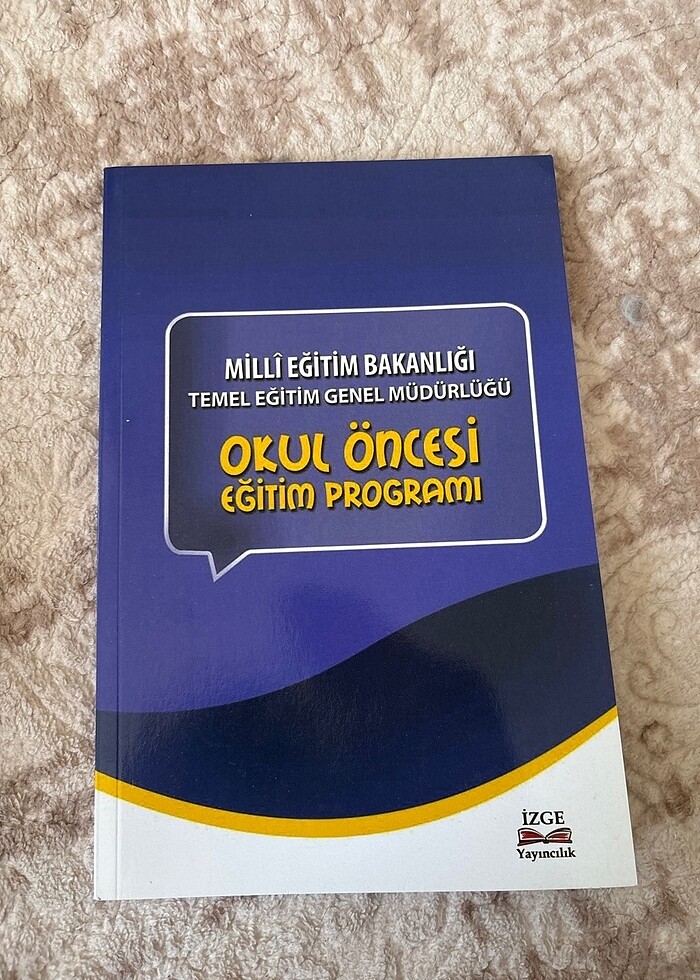 MİLLÎ EĞİTİM BAKANLIĞI
TEMEL EĞİTİM GENEL MÜDÜRLÜĞÜ
OKUL ÖNCESİ
EĞİTİM PROGRAMI
İZGE
Yayıncılık